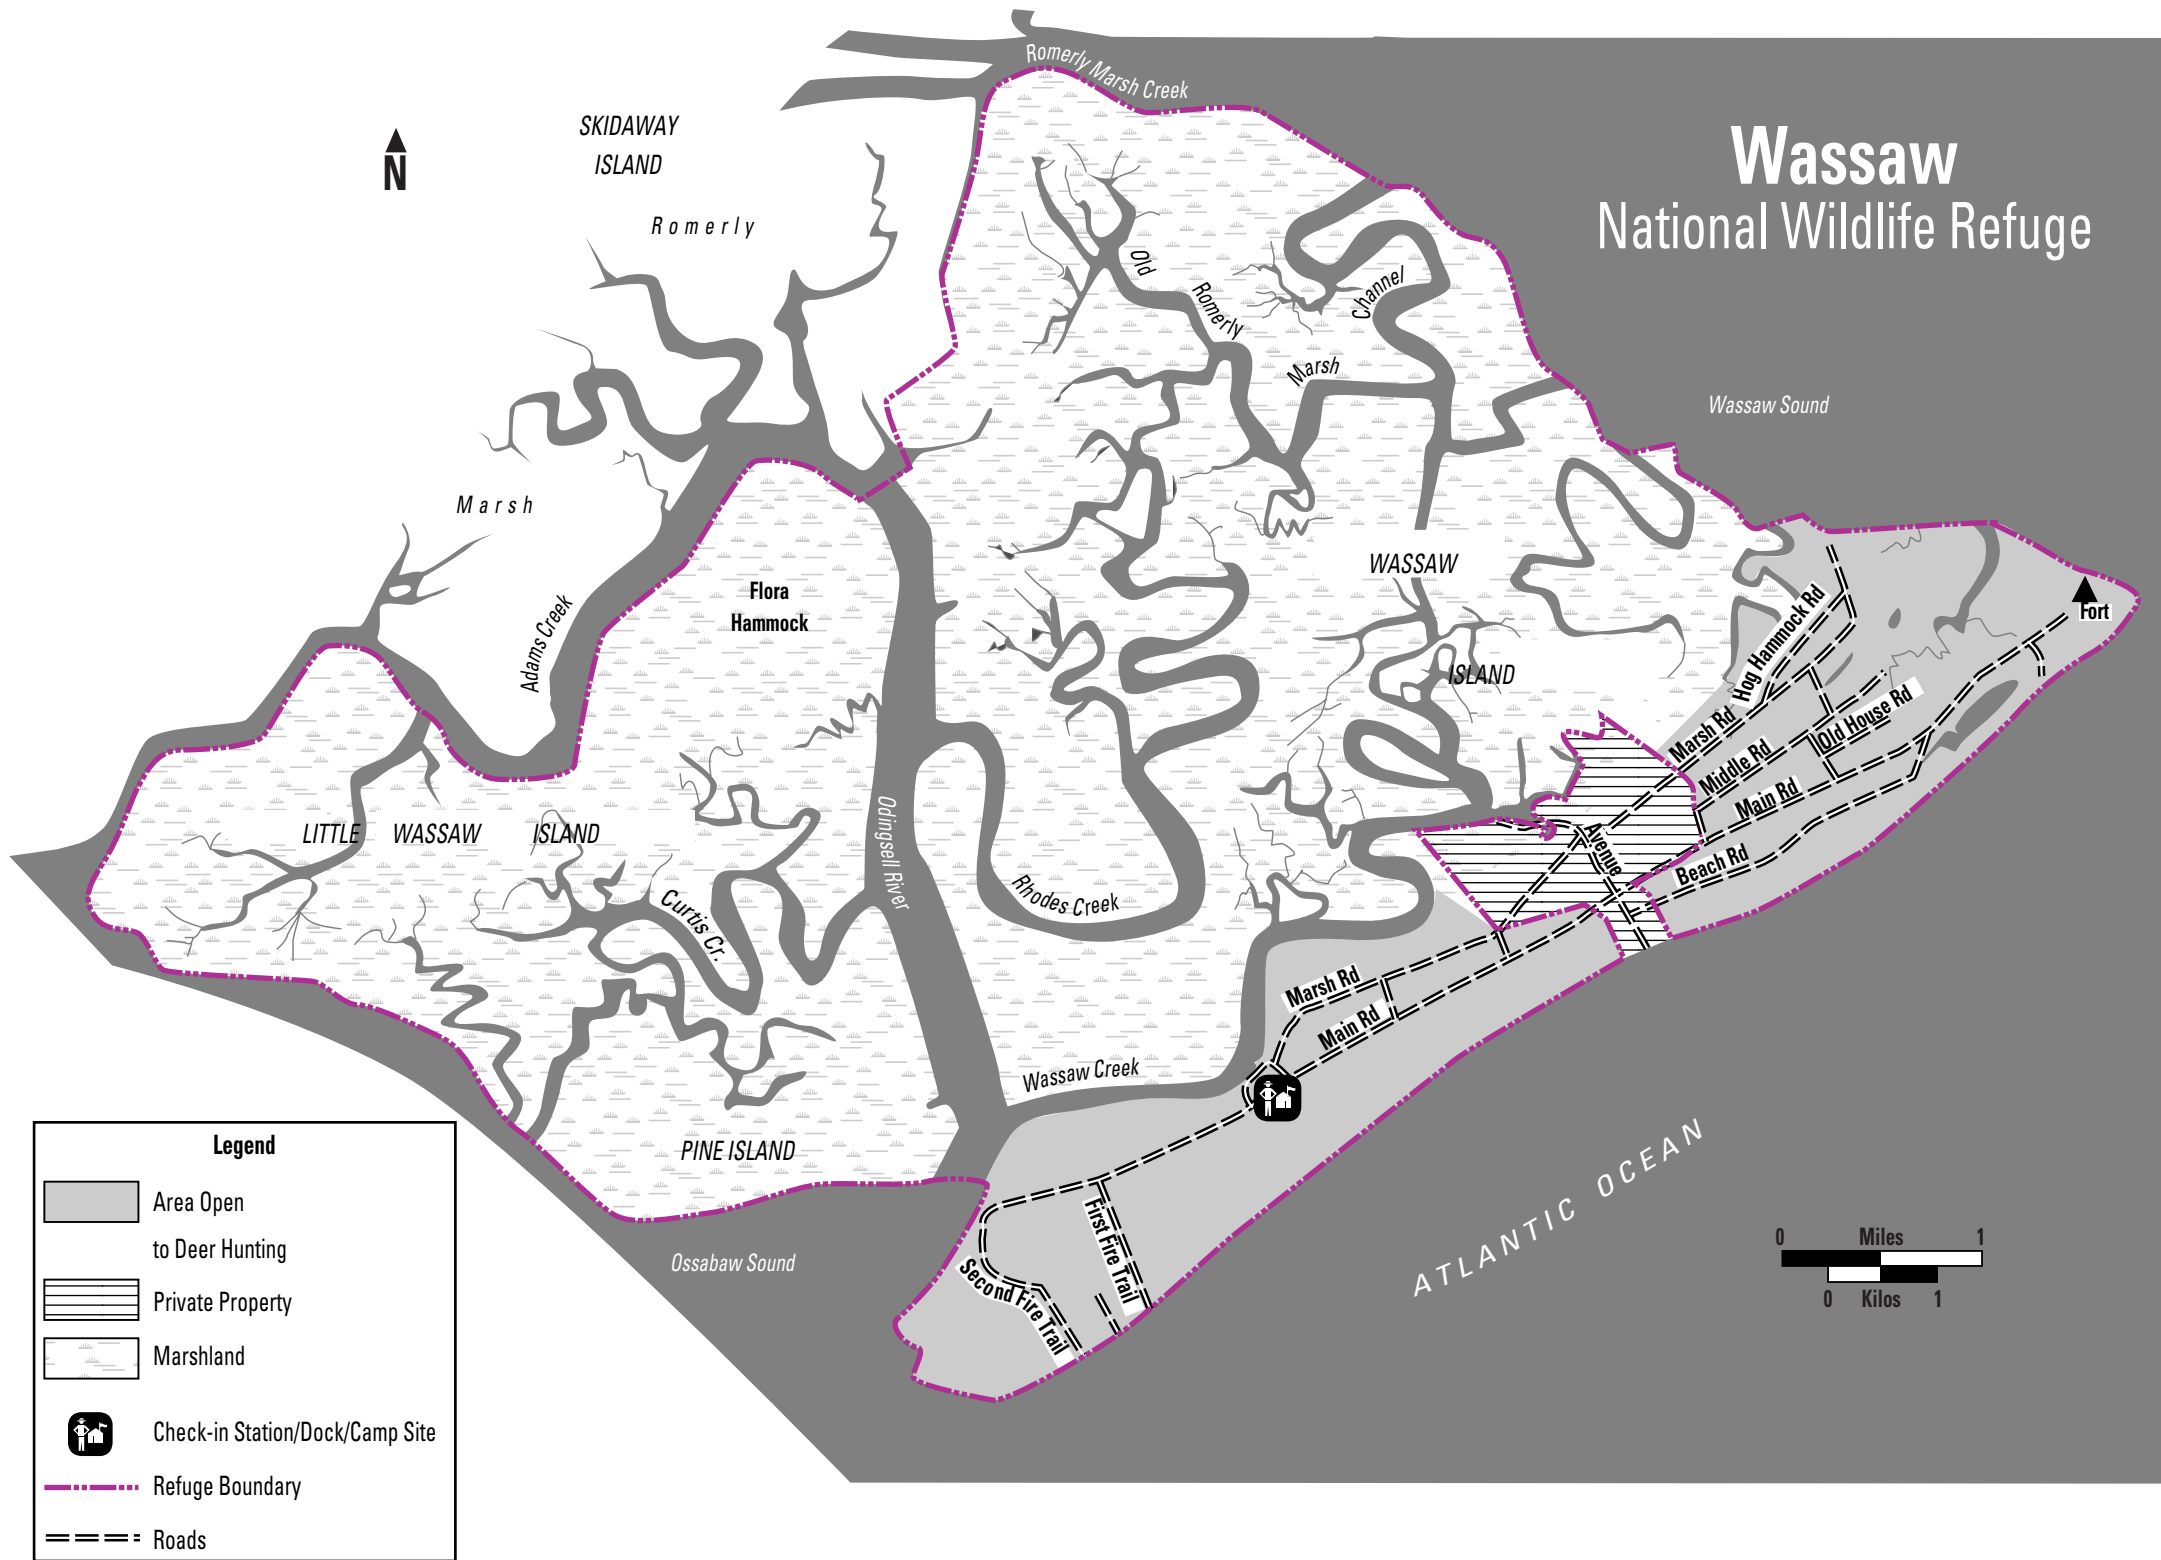 Romerly Marsh Creek
SKIDAWAY
ISLAND
N
Wassaw
National Wildlife Refuge
Romerly
Old
Romerly
Marsh
Channel
Wassaw Sound
Marsh
WASSAW
ISLAND
Flora
Hammock
Adams Creek
Fort
Hog Hammock Rd
Marsh Rd
Old House Rd
Middle Rd
Main Rd
Beach Rd
Avenue
LITTLE WASSAW ISLAND
Odingsell River
Rhodes Creek
Curtis Cr.
Marsh Rd
Main Rd
Wassaw Creek
PINE ISLAND
ATLANTIC OCEAN
Ossabaw Sound
First Fire Trail
Second Fire Trail
0 Miles 1
0 Kilos 1
Legend
Area Open
to Deer Hunting
Private Property
Marshland
Check-in Station/Dock/Camp Site
Refuge Boundary
Roads